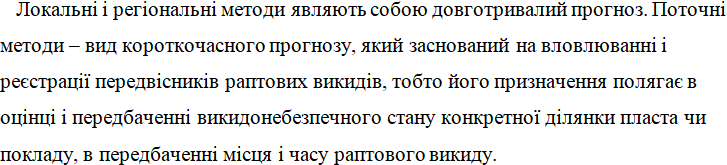 Локальні і регіональні методи являють собою довготривалий прогноз. Поточні
методи – вид короткочасного прогнозу, який заснований на вловлюванні і
реєстрації передвісників раптових викидів, тобто його призначення полягає в
оцінці і передбаченні викидонебезпечного стану конкретної ділянки пласта чи
покладу, в передбаченні місця і часу раптового викиду.